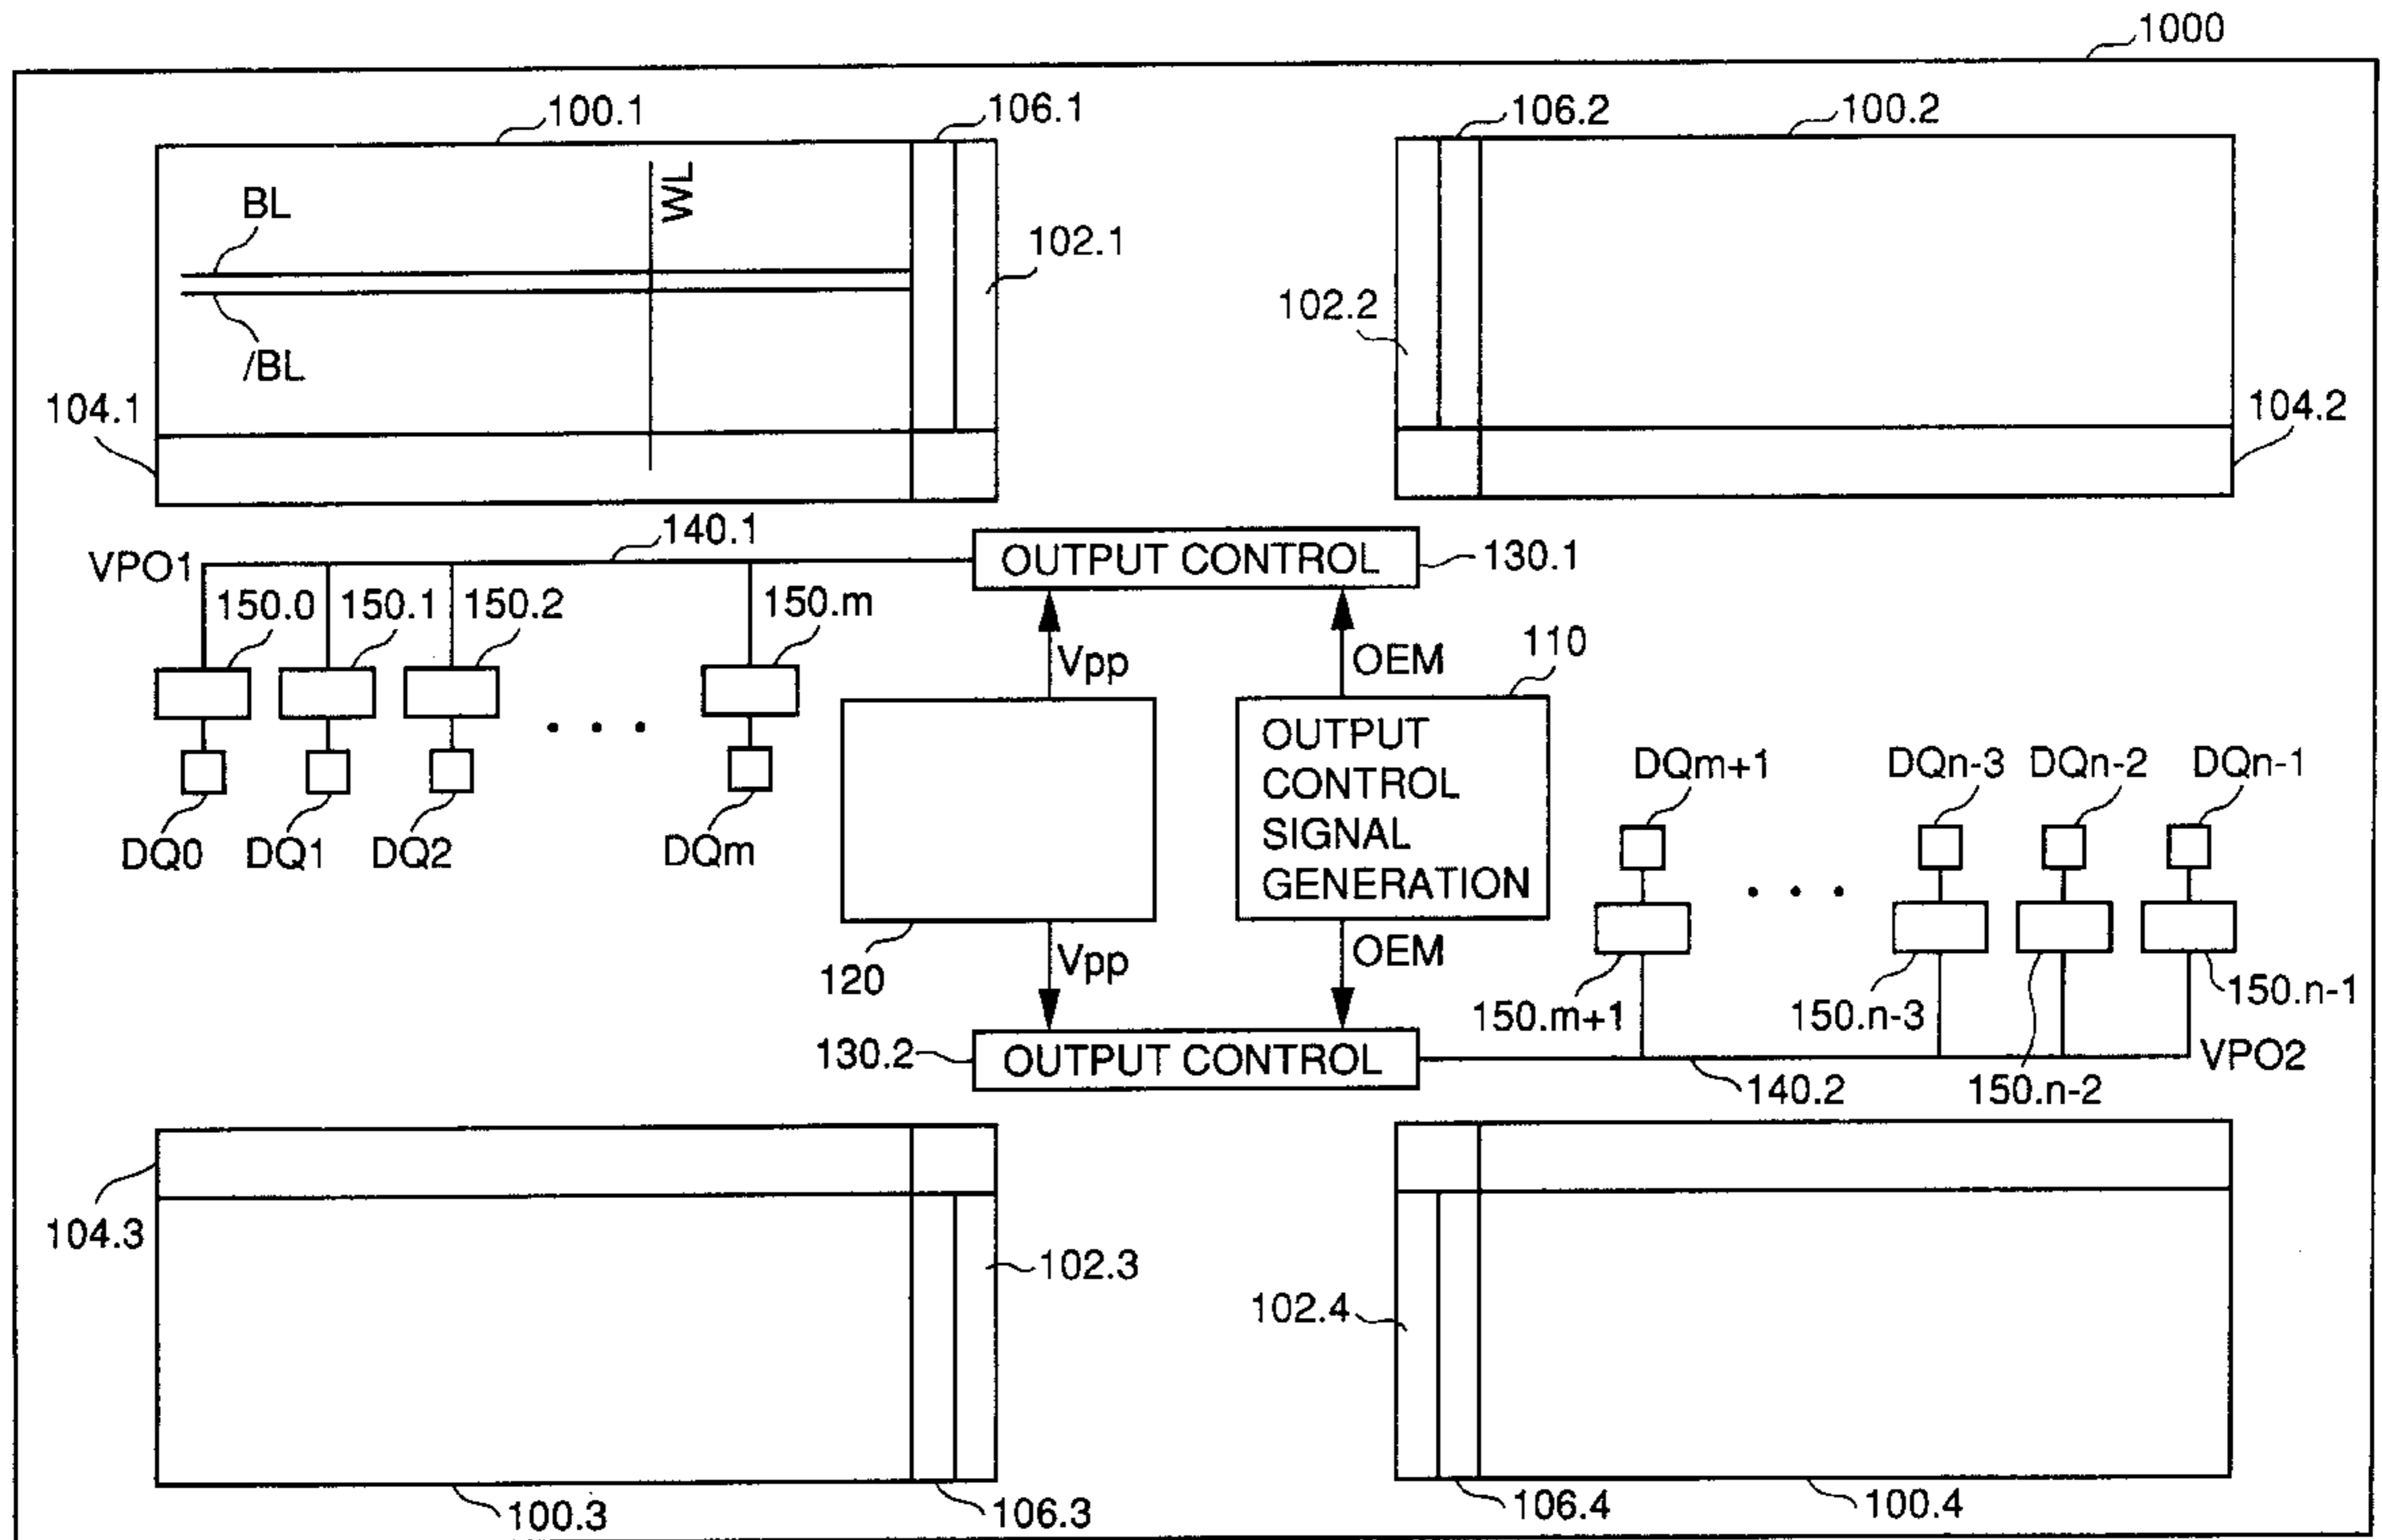 1000
100.1
106.1
106.2
100.2
BL
WL
102.1
/BL
102.2
104.1
104.2
140.1
VPO1
OUTPUT CONTROL
130.1
150.0
150.1
150.2
150.m
Vpp
OEM
110
OUTPUT
CONTROL
SIGNAL
GENERATION
DQ0
DQ1
DQ2
DQm
DQm+1
DQn-3
DQn-2
DQn-1
120
Vpp
OEM
150.m+1
150.n-3
150.n-1
130.2
OUTPUT CONTROL
VPO2
140.2
150.n-2
104.3
102.3
102.4
100.3
106.3
106.4
100.4